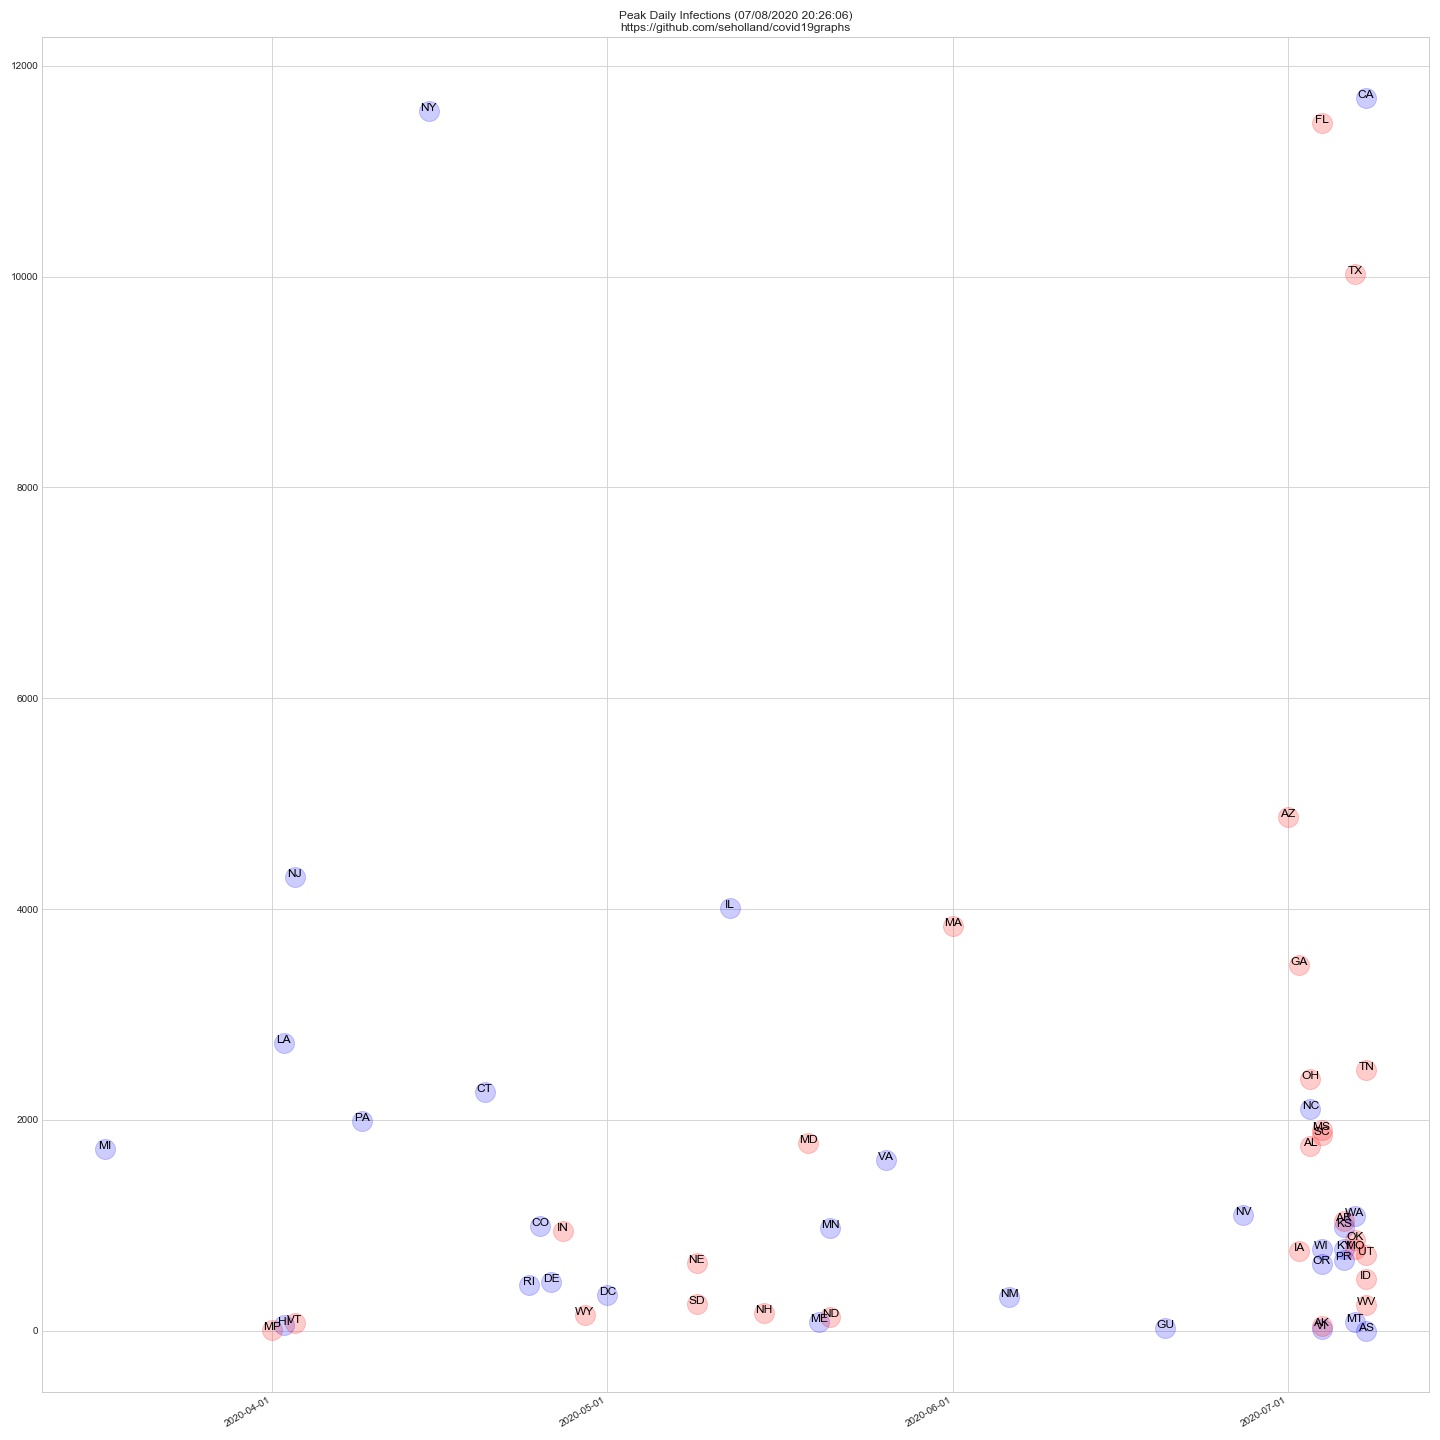 Peak Daily Infections (07/08/2020 20:26:06)
https://github.com/seholland/covid19graphs
12000
10000
8000
6000
4000
2000
0
NY
CA
FL
TX
AZ
NJ
IL
MA
GA
LA
TN
OH
CT
NC
PA
MS
SC
MI
MD
AL
VA
CO
IN
MN
NV
WA
AR
KS
OK
IA
WI
KY
MO
UT
NE
OR
PR
RI
DE
ID
DC
NM
SD
WV
WY
NH
ND
ME
MT
HI
VT
MP
GU
AK
VI
AS
2020-04-01
2020-05-01
2020-06-01
2020-07-01